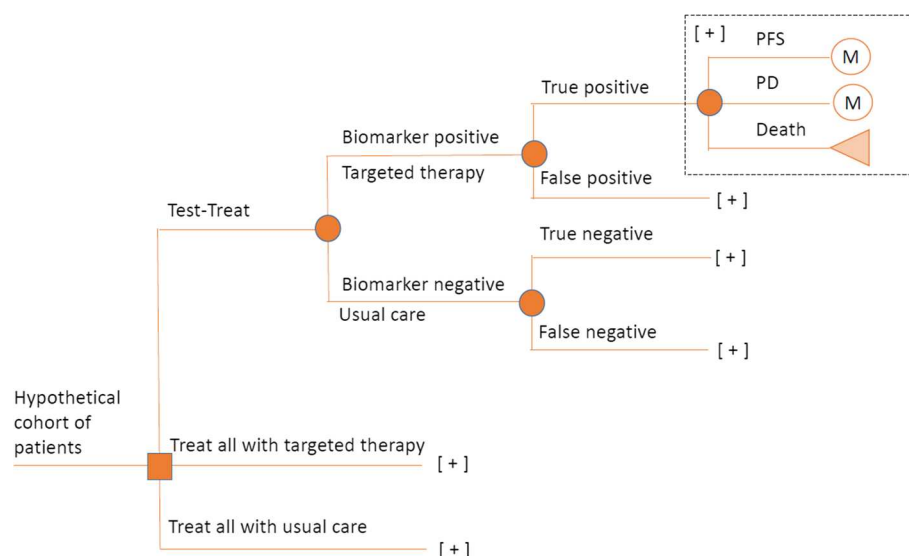 [ + ]
PFS
M
PD
M
Death
True positive
Biomarker positive
Targeted therapy
False positive
[ + ]
Test-Treat
True negative
[ + ]
Biomarker negative
Usual care
False negative
[ + ]
Hypothetical
cohort of
patients
Treat all with targeted therapy
[ + ]
Treat all with usual care
[ + ]